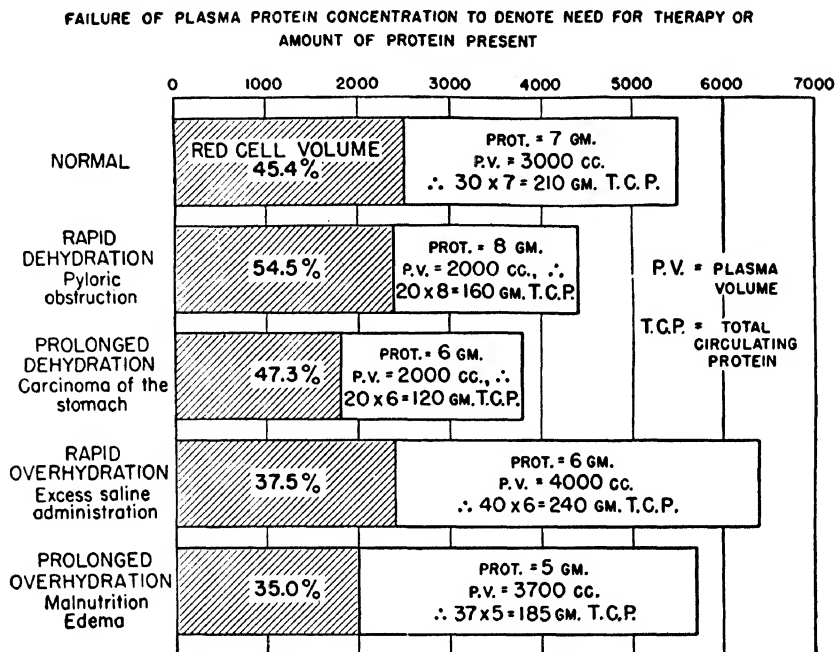 FAILURE OF PLASMA PROTEIN CONCENTRATION TO DENOTE NEED FOR THERAPY OR
AMOUNT OF PROTEIN PRESENT
0 1000 2000 3000 4000 5000 6000 7000
NORMAL
RED CELL VOLUME
45.4%
PROT. = 7 GM.
P.V. = 3000 CC.
∴ 30 x 7 = 210 GM. T.C.P.
RAPID
DEHYDRATION
Pyloric
obstruction
54.5%
PROT. = 8 GM.
P.V. = 2000 CC., ∴
20 x 8 = 160 GM. T.C.P.
P.V. = PLASMA
VOLUME
T.C.P. = TOTAL
CIRCULATING
PROTEIN
PROLONGED
DEHYDRATION
Carcinoma of the
stomach
47.3%
PROT. = 6 GM.
P.V. = 2000 CC., ∴
20 x 6 = 120 GM. T.C.P.
RAPID
OVERHYDRATION
Excess saline
administration
37.5%
PROT. = 6 GM.
P.V. = 4000 CC.
∴ 40 x 6 = 240 GM. T.C.P.
PROLONGED
OVERHYDRATION
Malnutrition
Edema
35.0%
PROT. = 5 GM.
P.V. = 3700 CC.
∴ 37 x 5 = 185 GM. T.C.P.